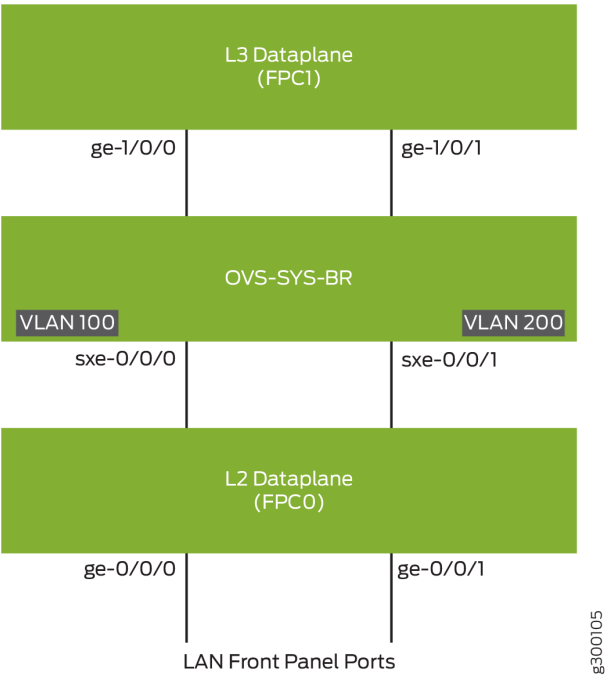 L3 Dataplane
(FPC1)
ge-1/0/0
ge-1/0/1
OVS-SYS-BR
VLAN 100
VLAN 200
sxe-0/0/0
sxe-0/0/1
L2 Dataplane
(FPC0)
ge-0/0/0
ge-0/0/1
LAN Front Panel Ports
g300105